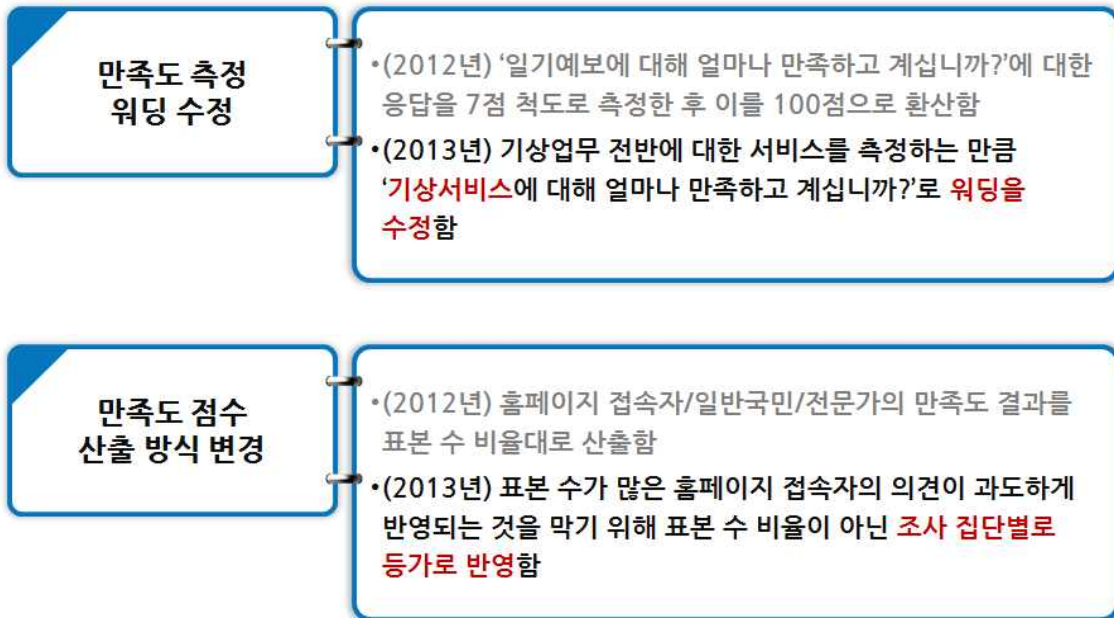 만족도 측정
워딩 수정
•(2012년) ‘일기예보에 대해 얼마나 만족하고 계십니까?’에 대한
응답을 7점 척도로 측정한 후 이를 100점으로 환산함
•(2013년) 기상업무 전반에 대한 서비스를 측정하는 만큼
‘기상서비스에 대해 얼마나 만족하고 계십니까?’로 워딩을
수정함
만족도 점수
산출 방식 변경
•(2012년) 홈페이지 접속자/일반국민/전문가의 만족도 결과를
표본 수 비율대로 산출함
•(2013년) 표본 수가 많은 홈페이지 접속자의 의견이 과도하게
반영되는 것을 막기 위해 표본 수 비율이 아닌 조사 집단별로
등가로 반영함